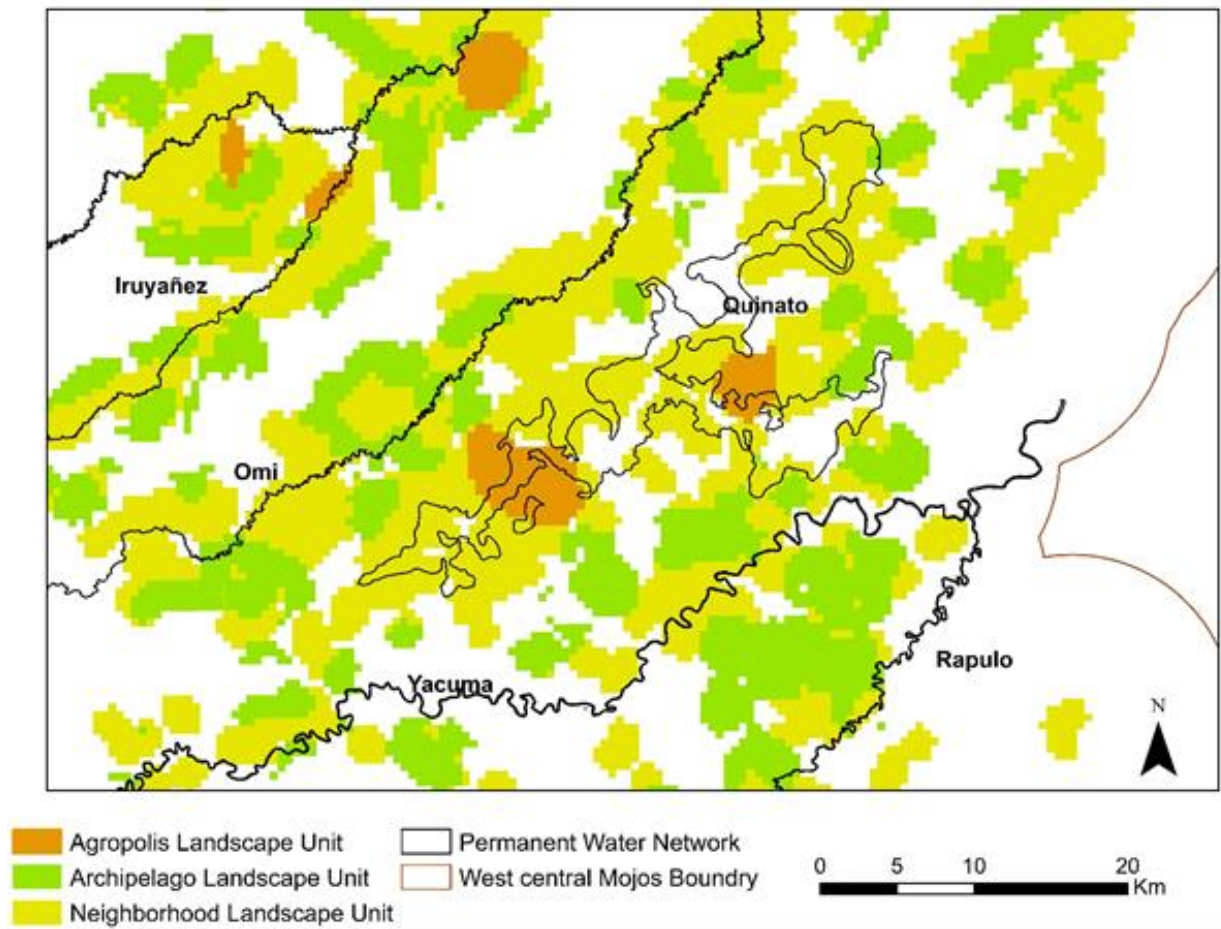 Iruyañez
Quinato
Omi
Rapulo
Yacuma
N
Agropolis Landscape Unit
Archipelago Landscape Unit
Neighborhood Landscape Unit
Permanent Water Network
West central Mojos Boundry
0 5 10 20
Km